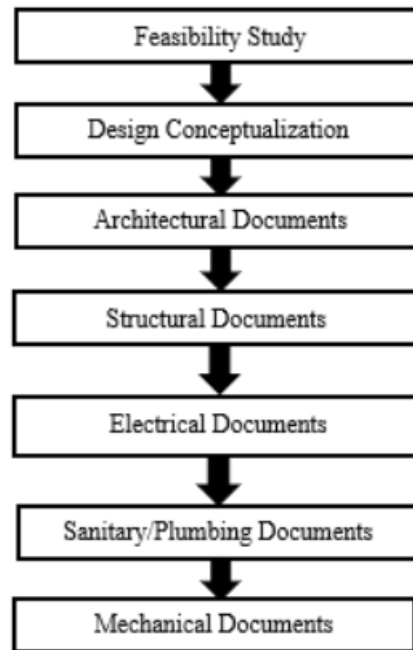 Feasibility Study
Design Conceptualization
Architectural Documents
Structural Documents
Electrical Documents
Sanitary/Plumbing Documents
Mechanical Documents